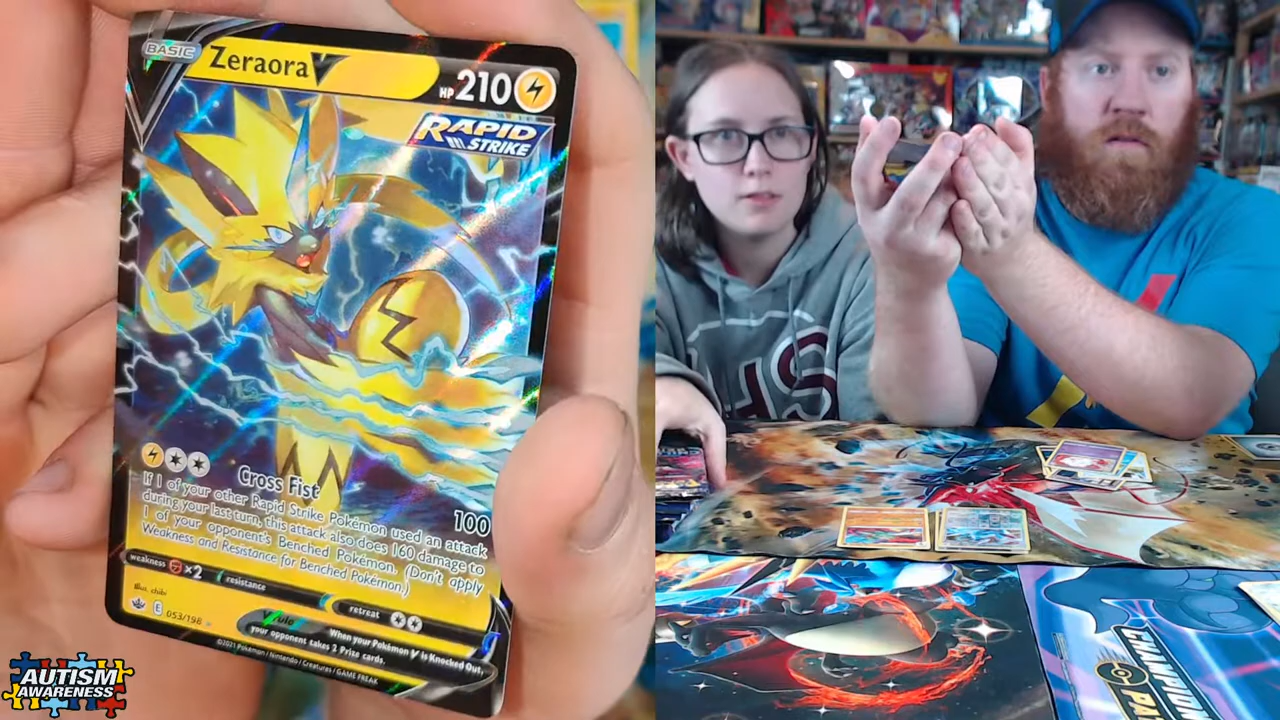 BASIC
Zeraora V
HP 210
RAPID
STRIKE
Cross Fist
100
If 1 of your other Rapid Strike Pokémon used an attack
during your last turn, this attack also does 160 damage to
1 of your opponent's Benched Pokémon. (Don't apply
Weakness and Resistance for Benched Pokémon.)
weakness ×2
resistance
retreat
Illus. chibi
E 053/198
V rule
When your Pokémon V is Knocked Out,
your opponent takes 2 Prize cards.
©2021 Pokémon / Nintendo / Creatures / GAME FREAK
AUTISM
AWARENESS